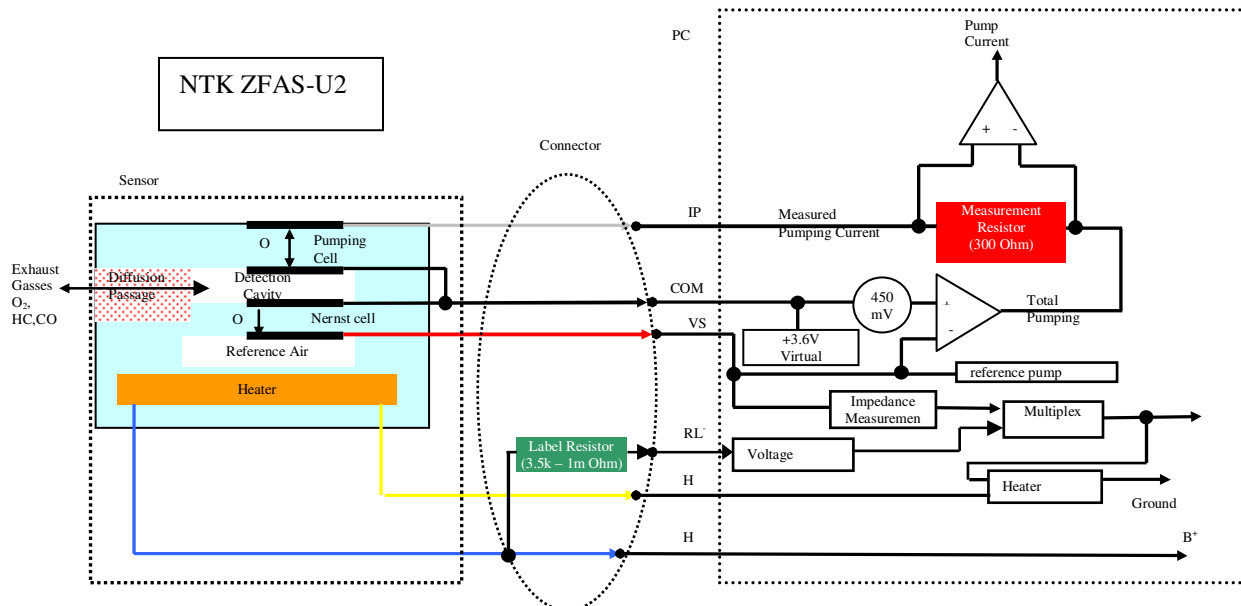 NTK ZFAS-U2
PC
Pump
Current
+ -
Connector
Sensor
IP
Measured
Pumping Current
Measurement
Resistor
(300 Ohm)
O
Pumping
Cell
Exhaust
Gasses
O₂,
HC,CO
Diffusion
Passage
Detection
Cavity
O
Nernst cell
Reference Air
Heater
COM
VS
450
mV
+
-
Total
Pumping
+3.6V
Virtual
reference pump
Impedance
Measuremen
Multiplex
Label Resistor
(3.5k – 1m Ohm)
RL⁻
Voltage
H
Heater
Ground
H
B⁺